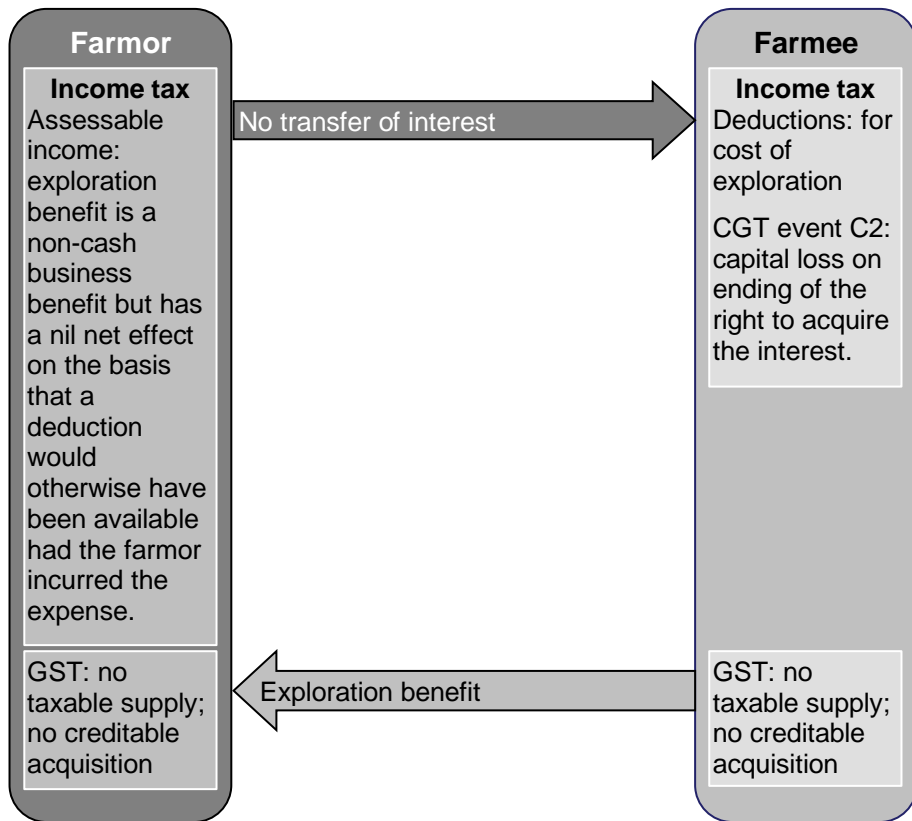 Farmor
Income tax
Assessable
income:
exploration
benefit is a
non-cash
business
benefit but has
a nil net effect
on the basis
that a
deduction
would
otherwise have
been available
had the farmor
incurred the
expense.
GST: no
taxable supply;
no creditable
acquisition
No transfer of interest
Exploration benefit
Farmee
Income tax
Deductions: for
cost of
exploration
CGT event C2:
capital loss on
ending of the
right to acquire
the interest.
GST: no
taxable supply;
no creditable
acquisition